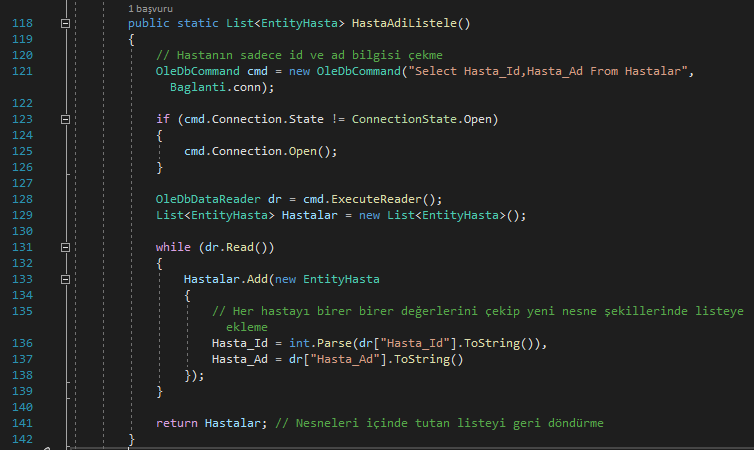 1 başvuru
118 public static List<EntityHasta> HastaAdiListele()
119 {
120 // Hastanın sadece id ve ad bilgisi çekme
121 OleDbCommand cmd = new OleDbCommand("Select Hasta_Id,Hasta_Ad From Hastalar",
Baglanti.conn);
122
123 if (cmd.Connection.State != ConnectionState.Open)
124 {
125 cmd.Connection.Open();
126 }
127
128 OleDbDataReader dr = cmd.ExecuteReader();
129 List<EntityHasta> Hastalar = new List<EntityHasta>();
130
131 while (dr.Read())
132 {
133 Hastalar.Add(new EntityHasta
134 {
135 // Her hastayı birer birer değerlerini çekip yeni nesne şekillerinde listeye
ekleme
136 Hasta_Id = int.Parse(dr["Hasta_Id"].ToString()),
137 Hasta_Ad = dr["Hasta_Ad"].ToString()
138 });
139 }
140
141 return Hastalar; // Nesneleri içinde tutan listeyi geri döndürme
142 }